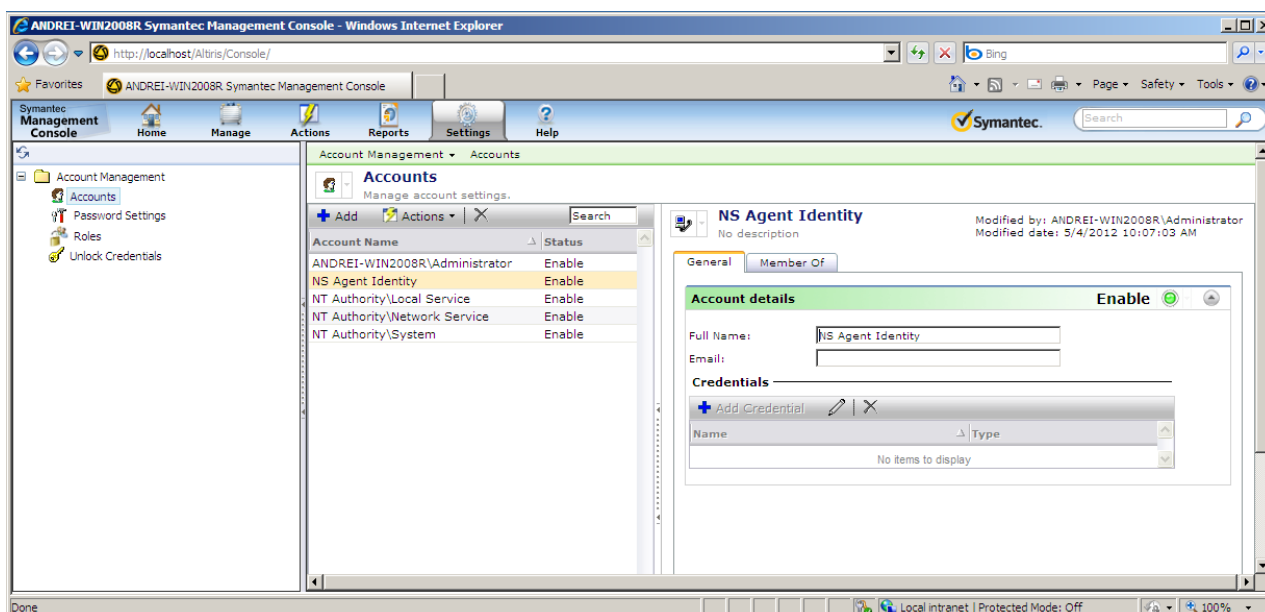 ANDREI-WIN2008R Symantec Management Console - Windows Internet Explorer
http://localhost/Altiris/Console/
Bing
Favorites
ANDREI-WIN2008R Symantec Management Console
Page
Safety
Tools
Symantec
Management
Console
Home
Manage
Actions
Reports
Settings
Help
Symantec.
Search
Account Management
Accounts
Password Settings
Roles
Unlock Credentials
Account Management Accounts
Accounts
Manage account settings.
Add Actions Search
Account Name Status
ANDREI-WIN2008R\Administrator Enable
NS Agent Identity Enable
NT Authority\Local Service Enable
NT Authority\Network Service Enable
NT Authority\System Enable
NS Agent Identity
No description
Modified by: ANDREI-WIN2008R\Administrator
Modified date: 5/4/2012 10:07:03 AM
General Member Of
Account details Enable
Full Name: NS Agent Identity
Email:
Credentials
Add Credential
Name Type
No items to display
Done
Local intranet | Protected Mode: Off
100%